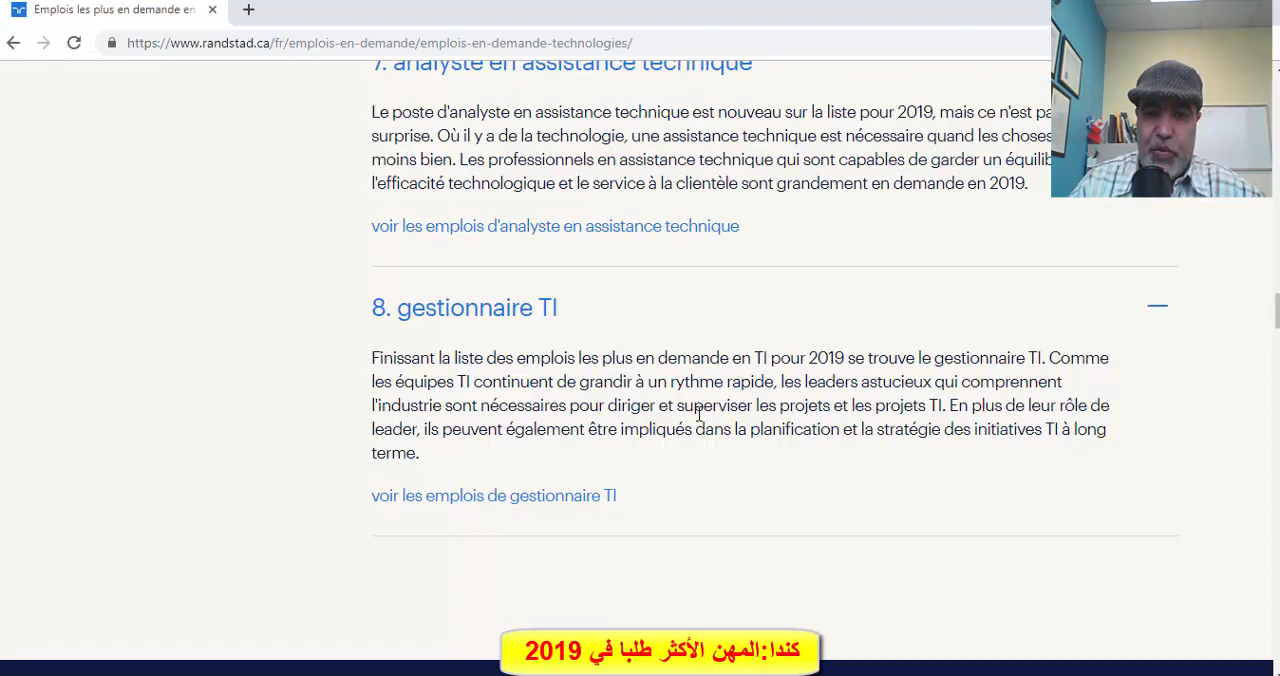 Emplois les plus en demande en
https://www.randstad.ca/fr/emplois-en-demande/emplois-en-demande-technologies/
7. analyste en assistance technique
Le poste d'analyste en assistance technique est nouveau sur la liste pour 2019, mais ce n'est pa
surprise. Où il y a de la technologie, une assistance technique est nécessaire quand les choses
moins bien. Les professionnels en assistance technique qui sont capables de garder un équilib
l'efficacité technologique et le service à la clientèle sont grandement en demande en 2019.
voir les emplois d'analyste en assistance technique
8. gestionnaire TI
Finissant la liste des emplois les plus en demande en TI pour 2019 se trouve le gestionnaire TI. Comme
les équipes TI continuent de grandir à un rythme rapide, les leaders astucieux qui comprennent
l'industrie sont nécessaires pour diriger et superviser les projets et les projets TI. En plus de leur rôle de
leader, ils peuvent également être impliqués dans la planification et la stratégie des initiatives TI à long
terme.
voir les emplois de gestionnaire TI
كندا:المهن الأكثر طلبا في 2019